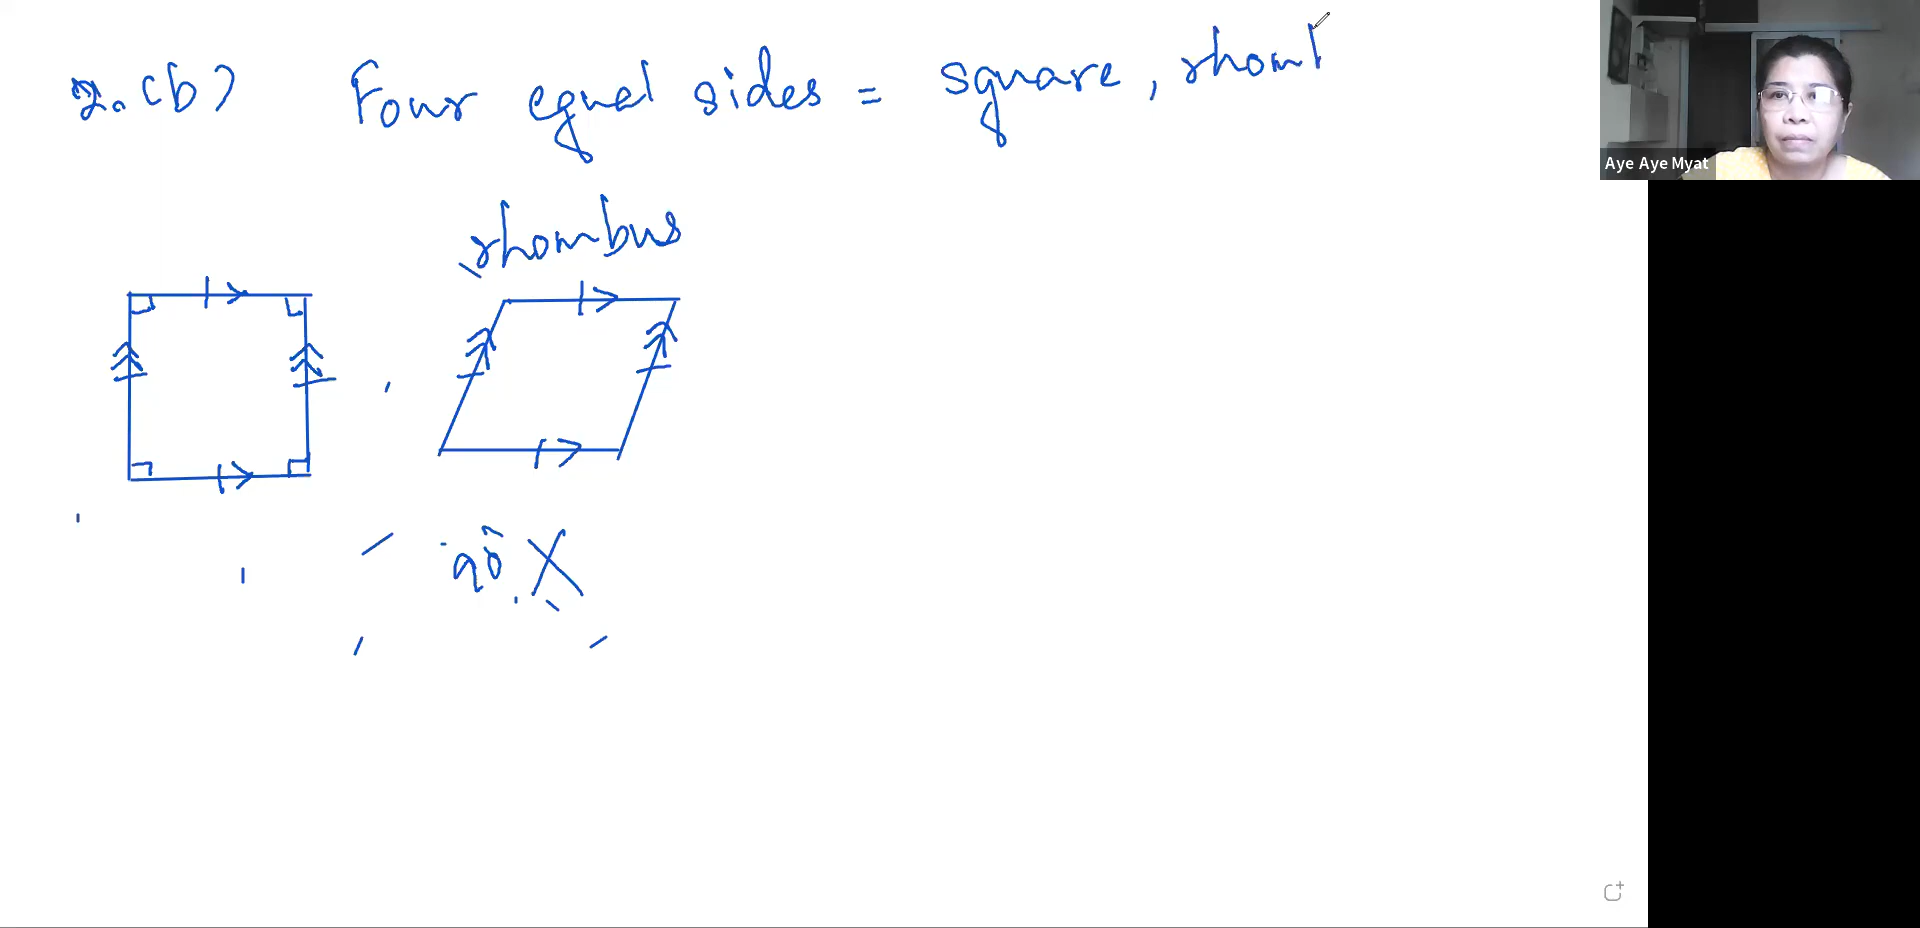 2. (b) Four equal sides = square, rhomb
Aye Aye Myat
rhombus
90 X